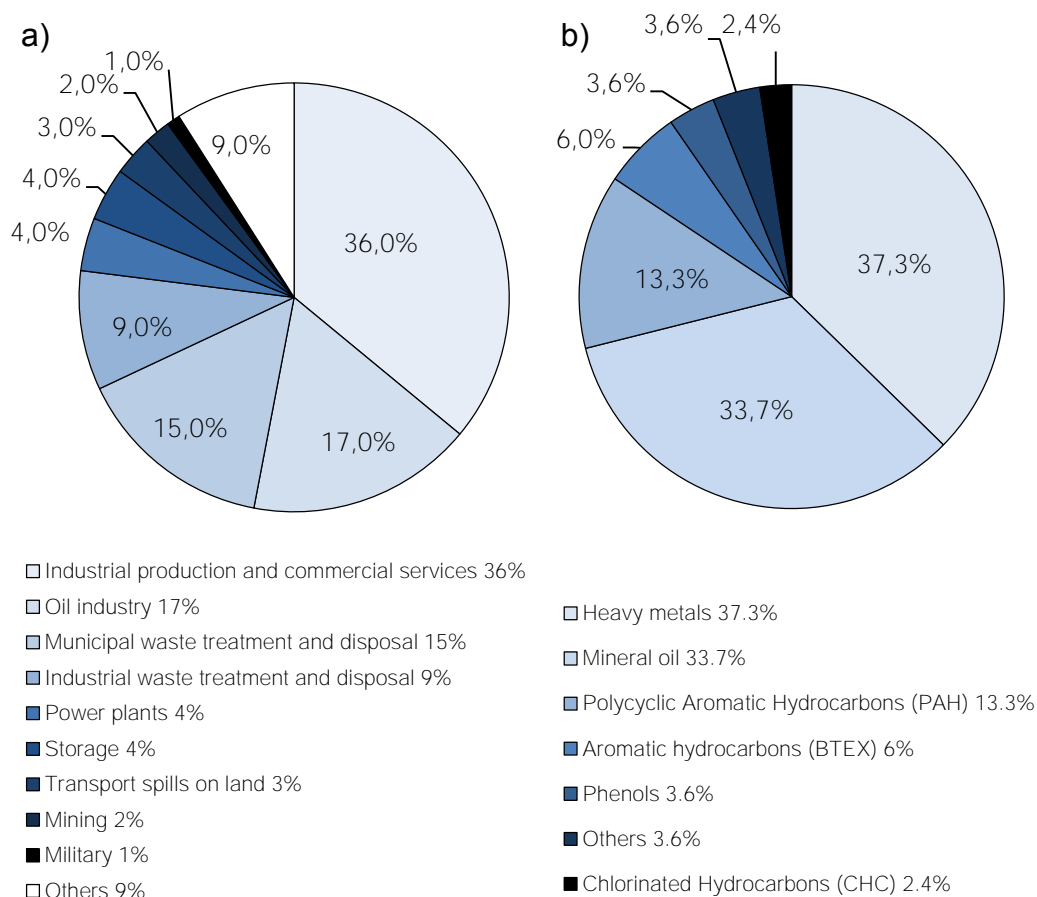 a)
1,0%
2,0%
3,0%
4,0%
4,0%
9,0%
36,0%
9,0%
15,0%
17,0%
Industrial production and commercial services 36%
Oil industry 17%
Municipal waste treatment and disposal 15%
Industrial waste treatment and disposal 9%
Power plants 4%
Storage 4%
Transport spills on land 3%
Mining 2%
Military 1%
Others 9%
b)
3,6%
2,4%
3,6%
6,0%
13,3%
37,3%
33,7%
Heavy metals 37.3%
Mineral oil 33.7%
Polycyclic Aromatic Hydrocarbons (PAH) 13.3%
Aromatic hydrocarbons (BTEX) 6%
Phenols 3.6%
Others 3.6%
Chlorinated Hydrocarbons (CHC) 2.4%